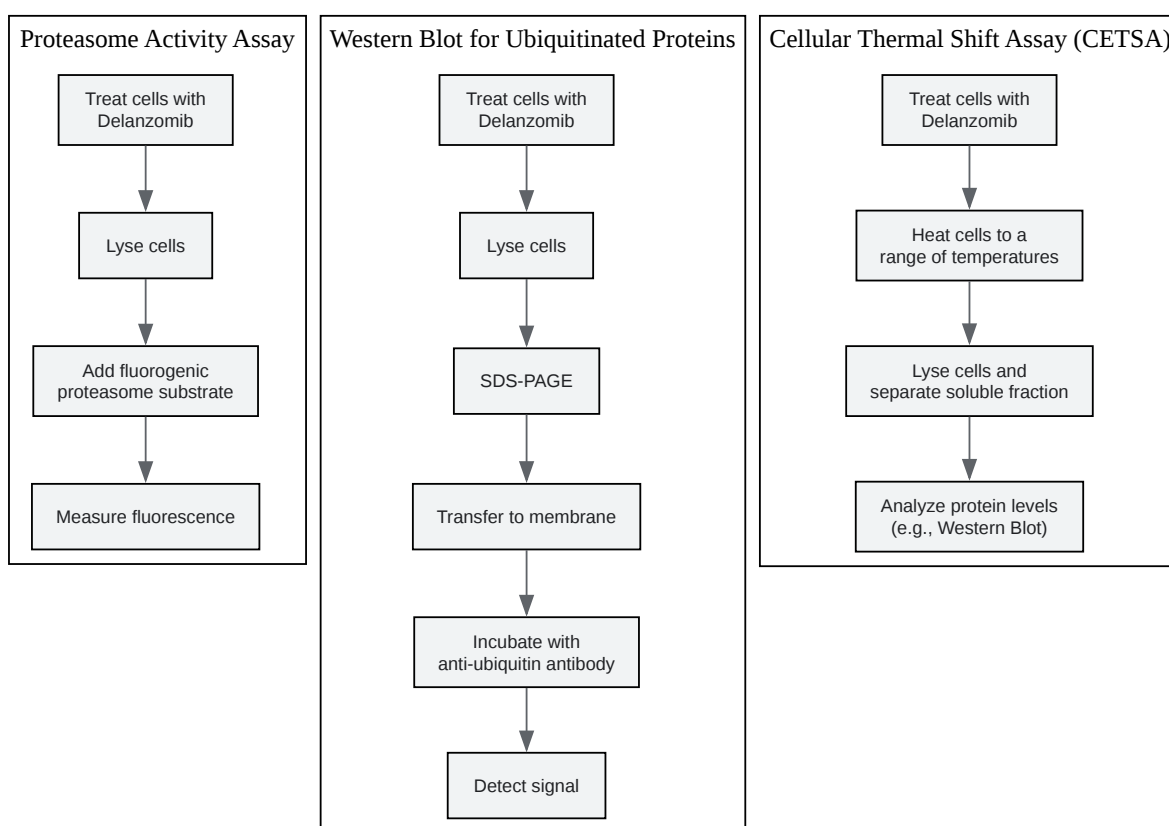 Proteasome Activity Assay
Treat cells with
Delanzomib
Lyse cells
Add fluorogenic
proteasome substrate
Measure fluorescence
Western Blot for Ubiquitinated Proteins
Treat cells with
Delanzomib
Lyse cells
SDS-PAGE
Transfer to membrane
Incubate with
anti-ubiquitin antibody
Detect signal
Cellular Thermal Shift Assay (CETSA)
Treat cells with
Delanzomib
Heat cells to a
range of temperatures
Lyse cells and
separate soluble fraction
Analyze protein levels
(e.g., Western Blot)